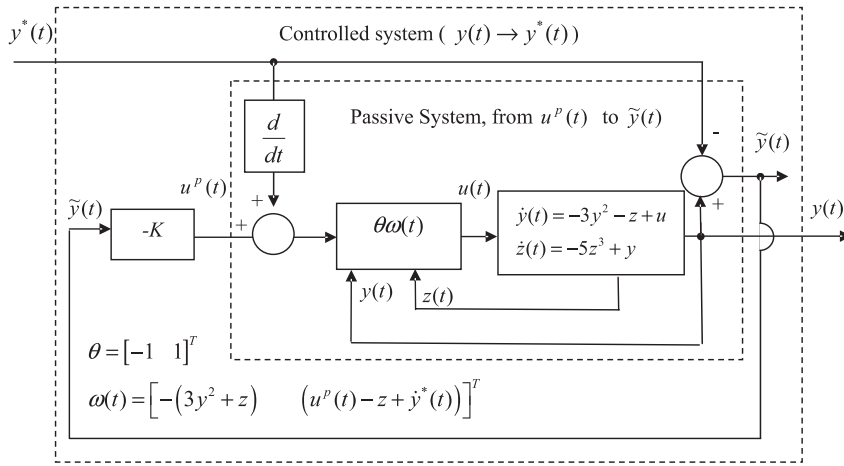 y*(t)
Controlled system ( y(t) → y*(t) )
d/dt
Passive System, from u^p(t) to ỹ(t)
-
ỹ(t)
u^p(t)
+
u(t)
+
y(t)
ỹ(t)
-K
+
θω(t)
ẏ(t) = −3y² − z + u
ż(t) = −5z³ + y
y(t)
z(t)
θ = [−1 1]^T
ω(t) = [−(3y² + z) (u^p(t) − z + ẏ*(t))]^T